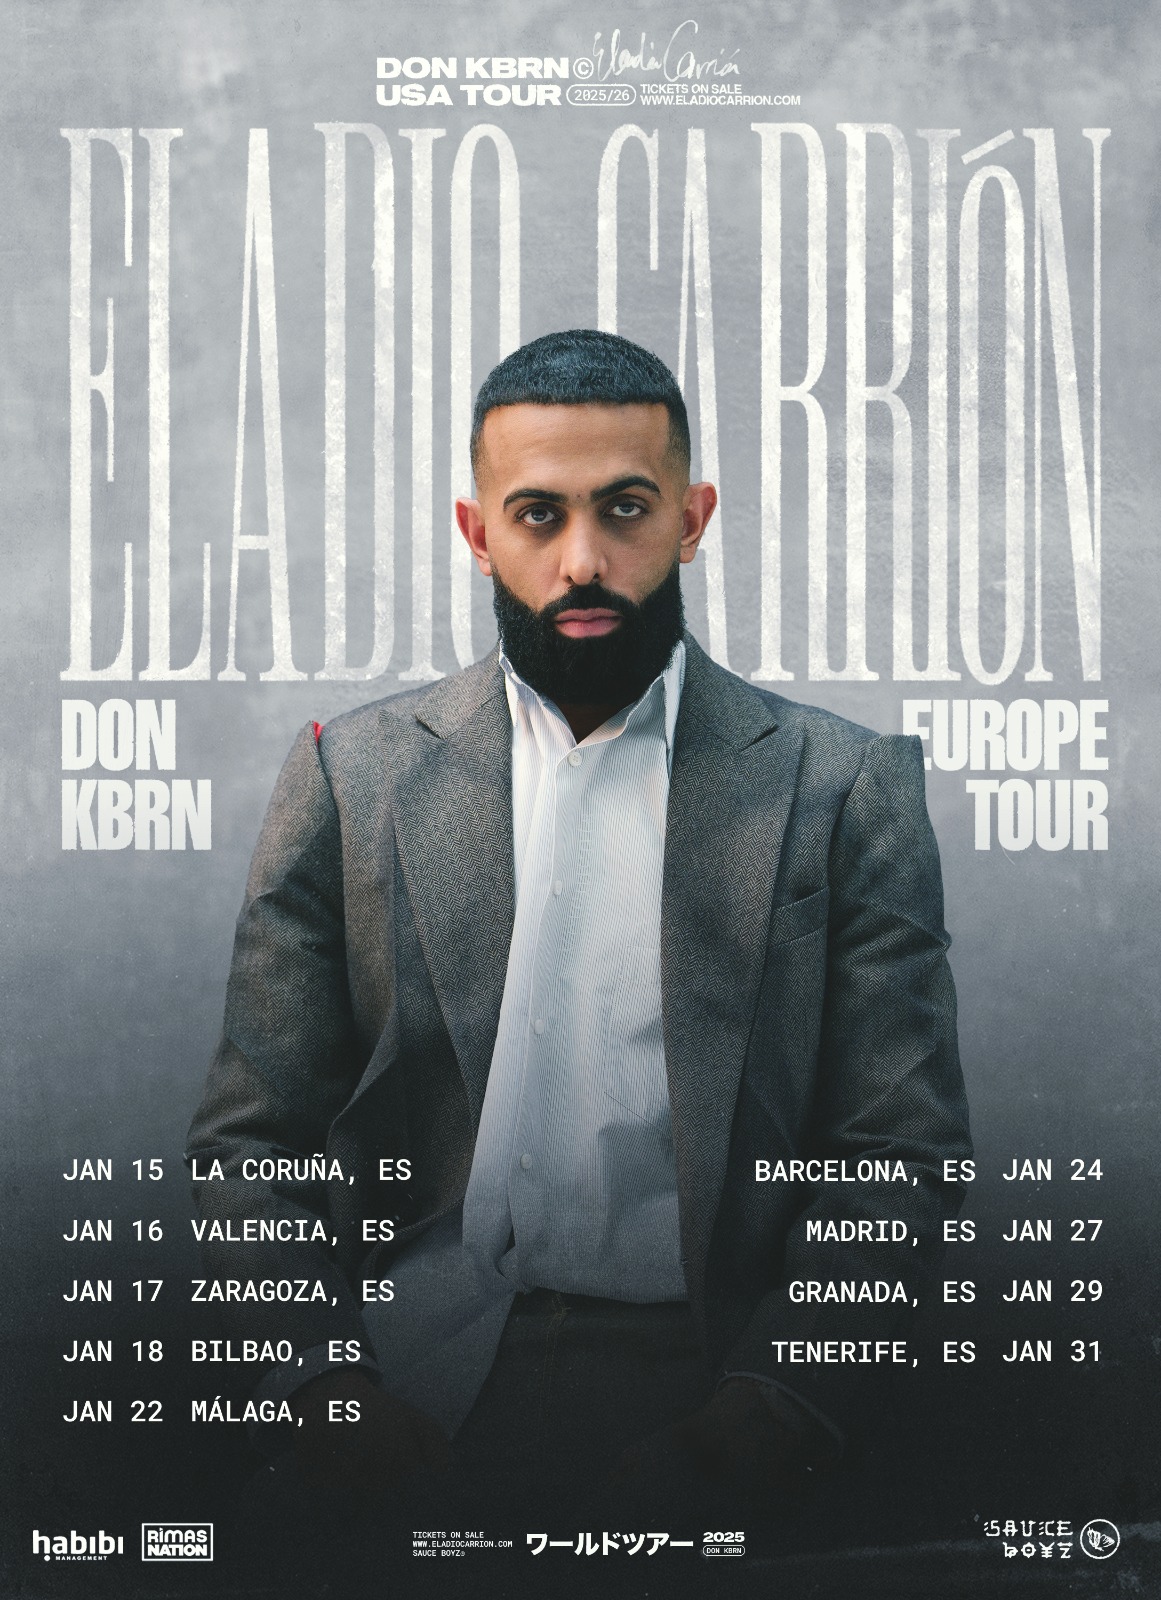 DON KBRN © Eladio Carrión
USA TOUR 2025/26 TICKETS ON SALE
WWW.ELADIOCARRION.COM
ELADIO CARRIÓN
DON
KBRN
EUROPE
TOUR
JAN 15 LA CORUÑA, ES
JAN 16 VALENCIA, ES
JAN 17 ZARAGOZA, ES
JAN 18 BILBAO, ES
JAN 22 MÁLAGA, ES
BARCELONA, ES JAN 24
MADRID, ES JAN 27
GRANADA, ES JAN 29
TENERIFE, ES JAN 31
habibi
MANAGEMENT
RIMAS
NATION
TICKETS ON SALE
WWW.ELADIOCARRION.COM
SAUCE BOYZ®
ワールドツアー
2025
DON KBRN
SAUCE
BOYZ